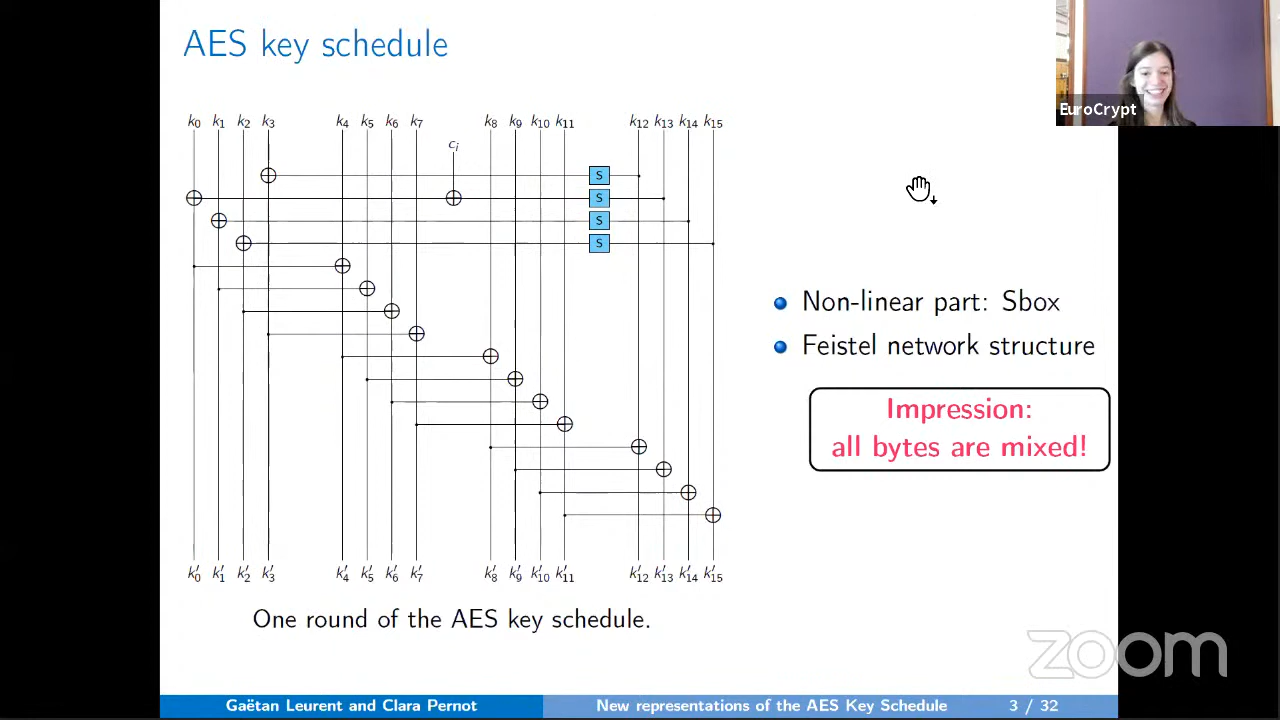 AES key schedule
EuroCrypt
k0 k1 k2 k3 k4 k5 k6 k7 k8 k9 k10 k11 k12 k13 k14 k15
ci
S
S
S
S
Non-linear part: Sbox
Feistel network structure
Impression:
all bytes are mixed!
k'0 k'1 k'2 k'3 k'4 k'5 k'6 k'7 k'8 k'9 k'10 k'11 k'12 k'13 k'14 k'15
One round of the AES key schedule.
zoom
Gaëtan Leurent and Clara Pernot New representations of the AES Key Schedule 3 / 32